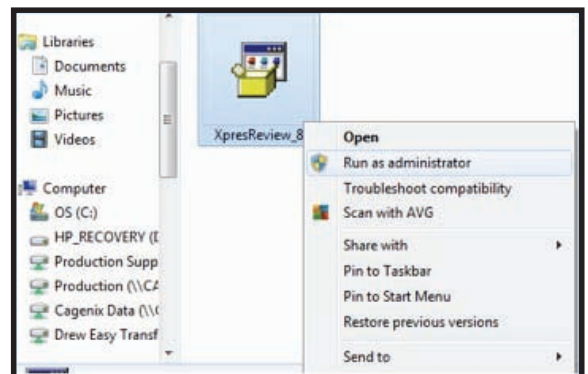 Libraries
Documents
Music
Pictures
Videos
Computer
OS (C:)
HP_RECOVERY (
Production Supp
Production (\\CA
Cagenix Data (\\
Drew Easy Transf
XpresReview_8
Open
Run as administrator
Troubleshoot compatibility
Scan with AVG
Share with
Pin to Taskbar
Pin to Start Menu
Restore previous versions
Send to